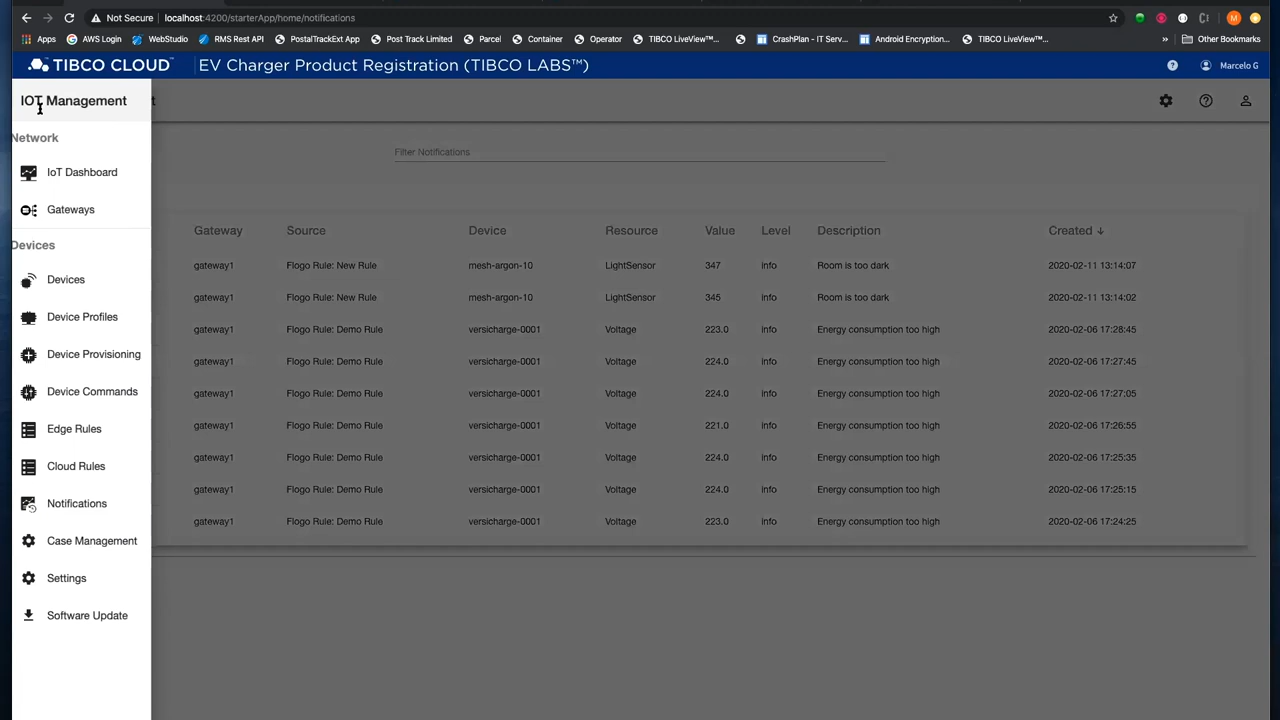 Not Secure localhost:4200/starterApp/home/notifications M
Apps AWS Login WebStudio RMS Rest API PostalTrackExt App Post Track Limited Parcel Container Operator TIBCO LiveView™... CrashPlan - IT Serv... Android Encryption... TIBCO LiveView™... » Other Bookmarks
TIBCO CLOUD™ EV Charger Product Registration (TIBCO LABS™) Marcelo G
IOT Management t
Network
IoT Dashboard
Gateways
Devices
Devices
Device Profiles
Device Provisioning
Device Commands
Edge Rules
Cloud Rules
Notifications
Case Management
Settings
Software Update
Filter Notifications
Gateway Source Device Resource Value Level Description Created ↓
gateway1 Flogo Rule: New Rule mesh-argon-10 LightSensor 347 info Room is too dark 2020-02-11 13:14:07
gateway1 Flogo Rule: New Rule mesh-argon-10 LightSensor 345 info Room is too dark 2020-02-11 13:14:02
gateway1 Flogo Rule: Demo Rule versicharge-0001 Voltage 223.0 info Energy consumption too high 2020-02-06 17:28:45
gateway1 Flogo Rule: Demo Rule versicharge-0001 Voltage 224.0 info Energy consumption too high 2020-02-06 17:27:45
gateway1 Flogo Rule: Demo Rule versicharge-0001 Voltage 224.0 info Energy consumption too high 2020-02-06 17:27:05
gateway1 Flogo Rule: Demo Rule versicharge-0001 Voltage 221.0 info Energy consumption too high 2020-02-06 17:26:55
gateway1 Flogo Rule: Demo Rule versicharge-0001 Voltage 224.0 info Energy consumption too high 2020-02-06 17:25:35
gateway1 Flogo Rule: Demo Rule versicharge-0001 Voltage 224.0 info Energy consumption too high 2020-02-06 17:25:15
gateway1 Flogo Rule: Demo Rule versicharge-0001 Voltage 223.0 info Energy consumption too high 2020-02-06 17:24:25